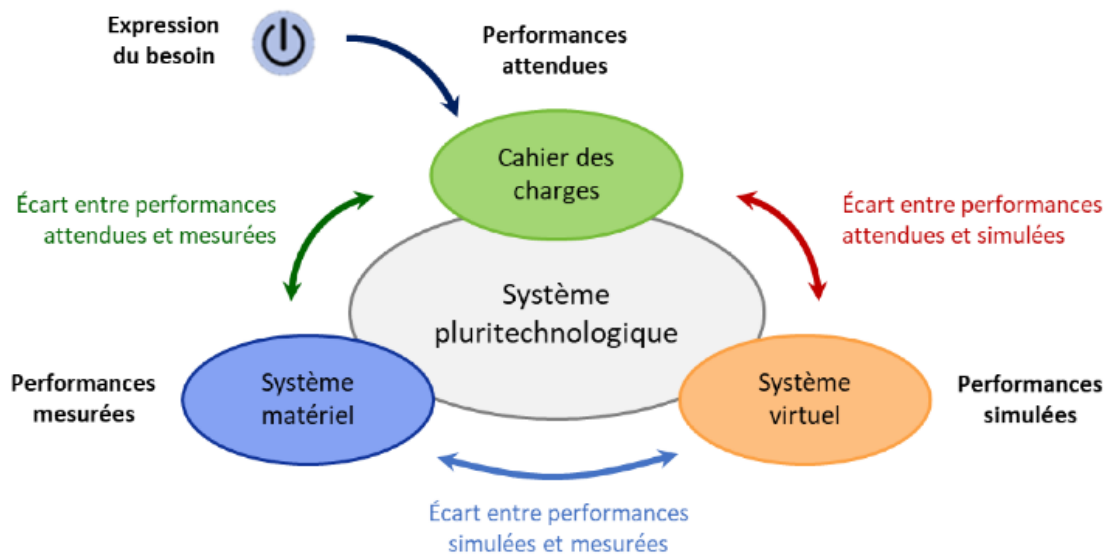 Expression
du besoin
Performances
attendues
Cahier des
charges
Écart entre performances
attendues et mesurées
Écart entre performances
attendues et simulées
Système
pluritechnologique
Performances
mesurées
Système
matériel
Système
virtuel
Performances
simulées
Écart entre performances
simulées et mesurées